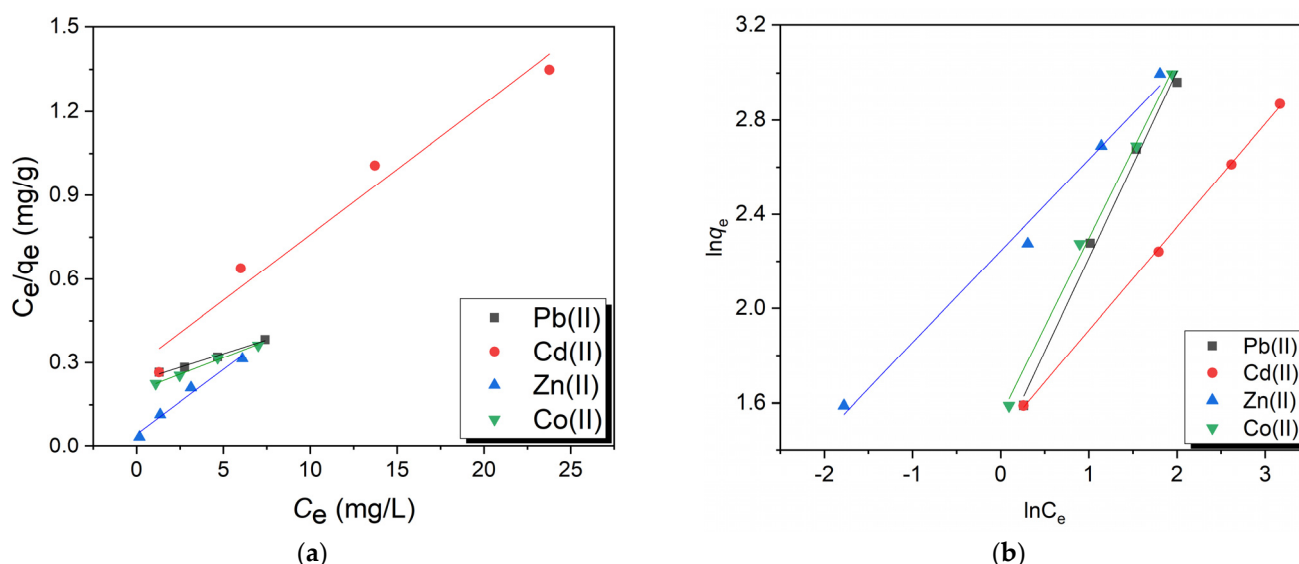 1.5
1.2
0.9
0.6
0.3
0.0
Ce/qe (mg/g)
0 5 10 15 20 25
Ce (mg/L)
Pb(II)
Cd(II)
Zn(II)
Co(II)
(a)
3.2
2.8
2.4
2.0
1.6
lnqe
-2 -1 0 1 2 3
lnCe
Pb(II)
Cd(II)
Zn(II)
Co(II)
(b)